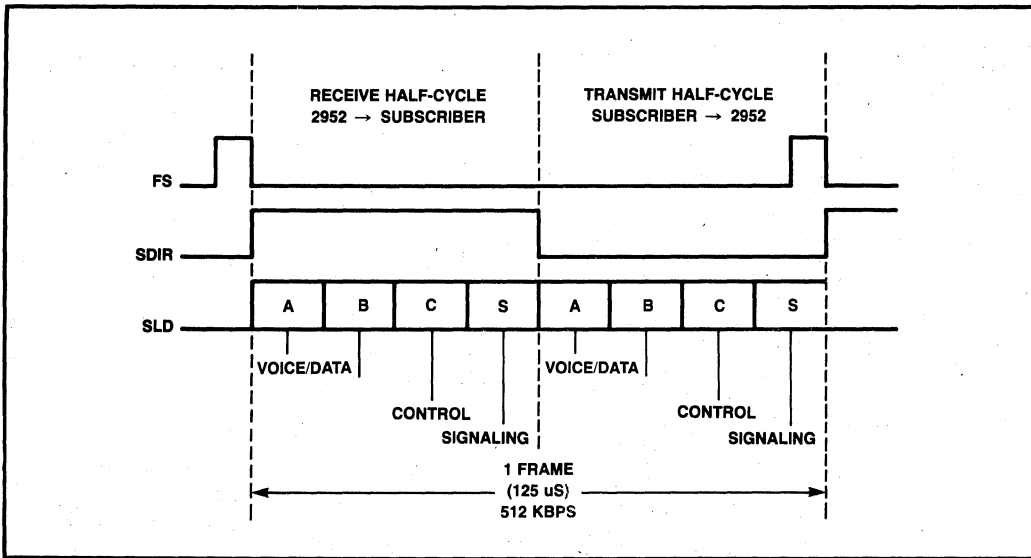 RECEIVE HALF-CYCLE
2952 → SUBSCRIBER
TRANSMIT HALF-CYCLE
SUBSCRIBER → 2952
FS
SDIR
SLD
A B C S A B C S
VOICE/DATA VOICE/DATA
CONTROL CONTROL
SIGNALING SIGNALING
1 FRAME
(125 uS)
512 KBPS